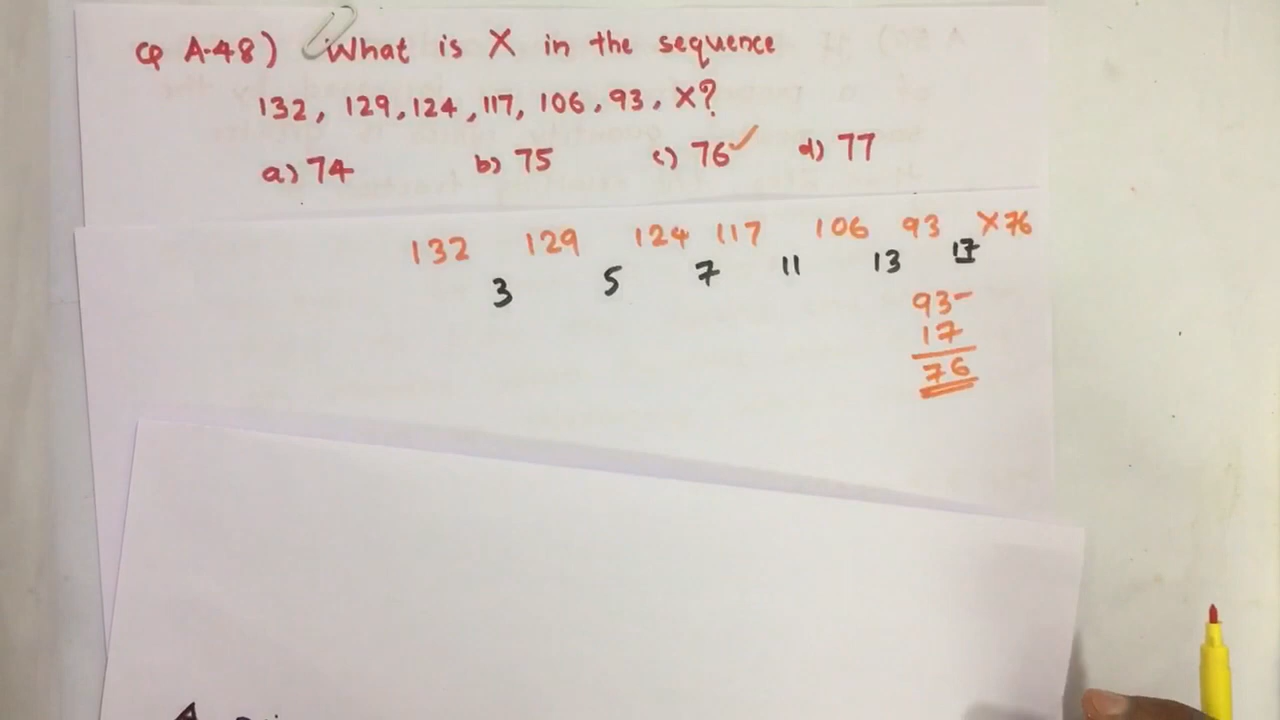 Q A-48) What is X in the sequence
132, 129, 124, 117, 106, 93, X?
a) 74 b) 75 c) 76✓ d) 77
132 129 124 117 106 93 X 76
3 5 7 11 13 17
93-
17
76